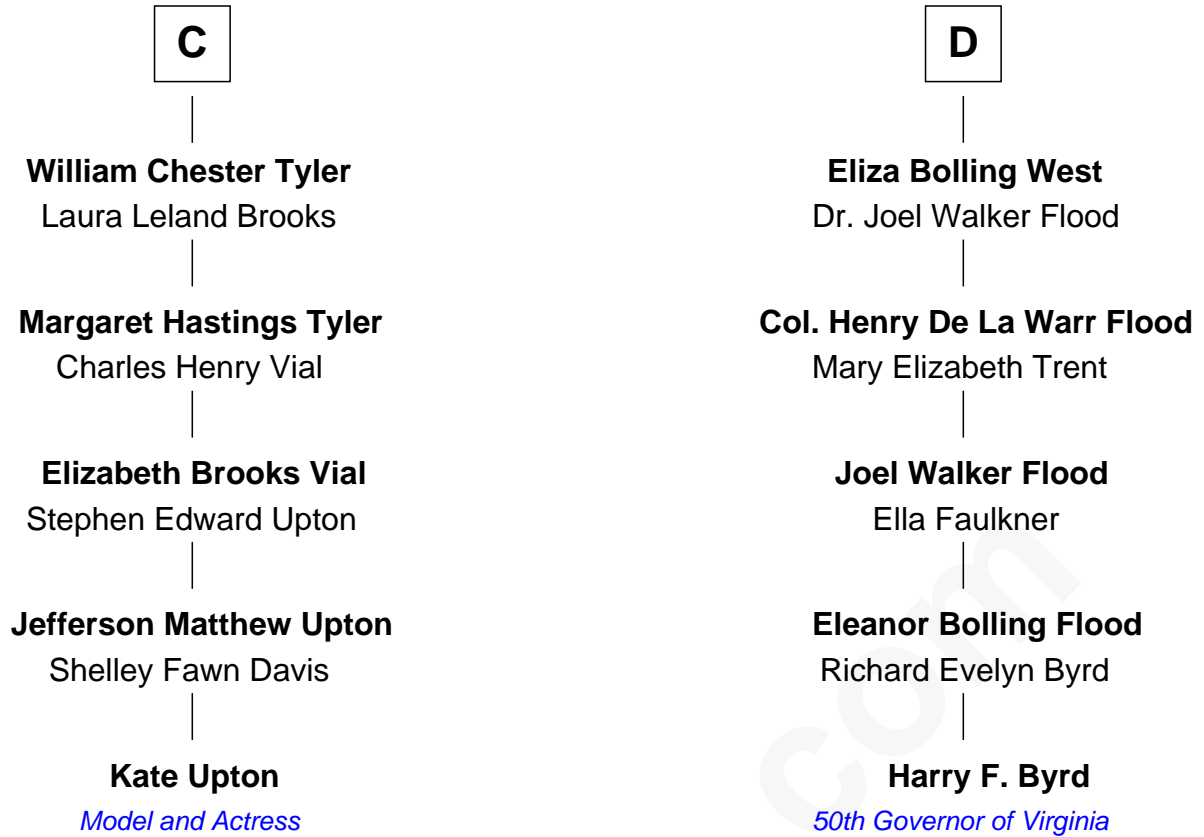 C
William Chester Tyler
Laura Leland Brooks
Margaret Hastings Tyler
Charles Henry Vial
Elizabeth Brooks Vial
Stephen Edward Upton
Jefferson Matthew Upton
Shelley Fawn Davis
Kate Upton
Model and Actress
D
Eliza Bolling West
Dr. Joel Walker Flood
Col. Henry De La Warr Flood
Mary Elizabeth Trent
Joel Walker Flood
Ella Faulkner
Eleanor Bolling Flood
Richard Evelyn Byrd
Harry F. Byrd
50th Governor of Virginia
com